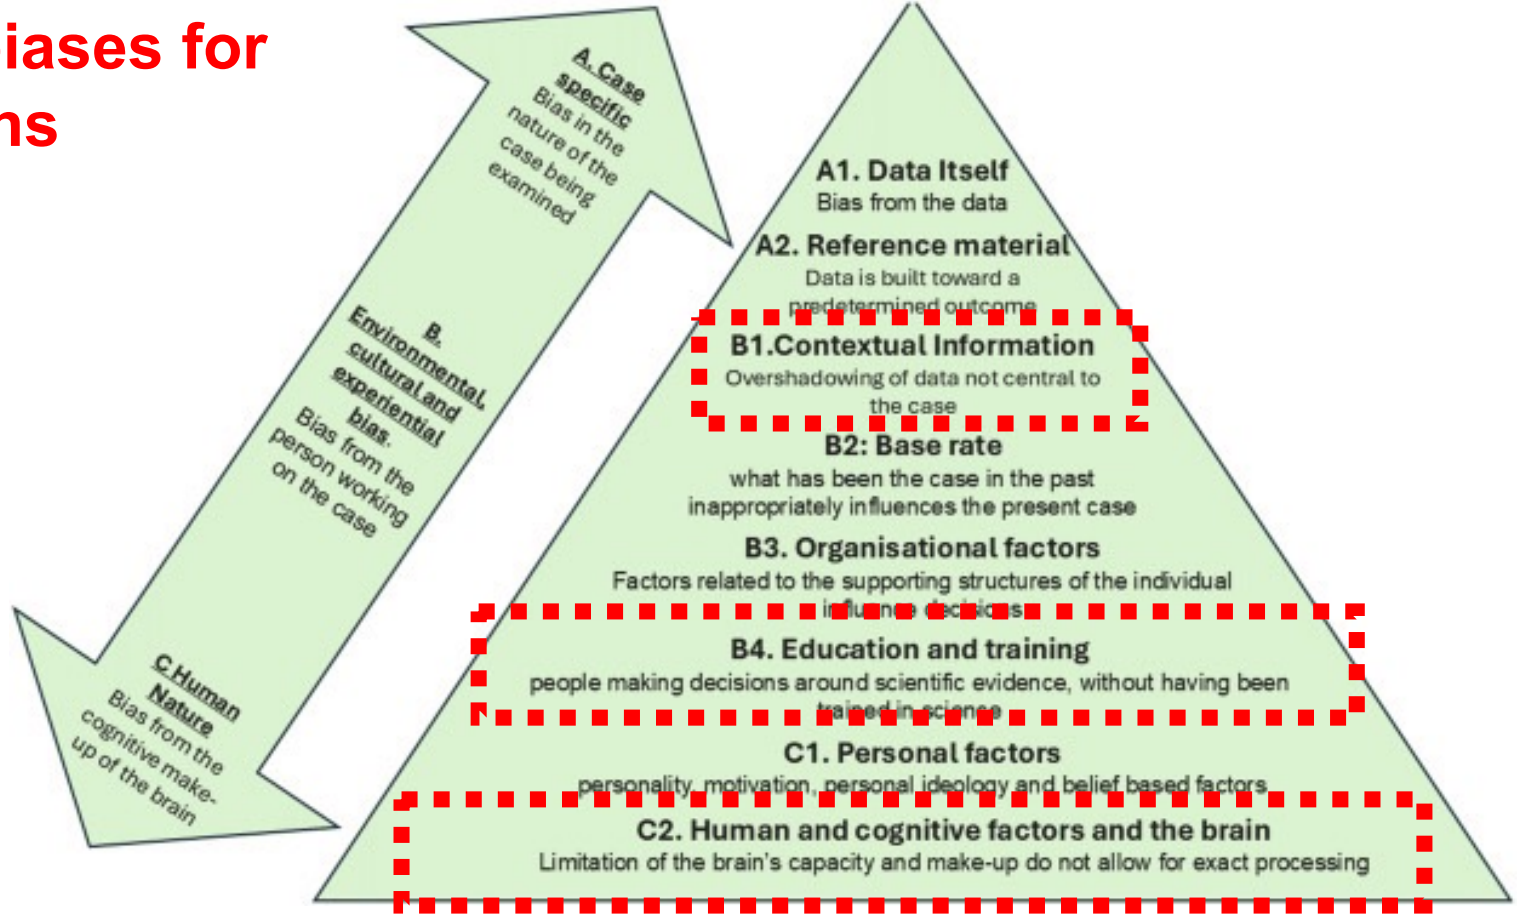 iases for
ns
A. Case
specific
Bias in the
nature of the
case being
examined
B.
Environmental,
cultural and
experiential
bias.
Bias from the
person working
on the case
C Human
Nature
Bias from the
cognitive make-
up of the brain
A1. Data Itself
Bias from the data
A2. Reference material
Data is built toward a
predetermined outcome
B1.Contextual Information
Overshadowing of data not central to
the case
B2: Base rate
what has been the case in the past
inappropriately influences the present case
B3. Organisational factors
Factors related to the supporting structures of the individual
influence decisions
B4. Education and training
people making decisions around scientific evidence, without having been
trained in science
C1. Personal factors
personality, motivation, personal ideology and belief based factors
C2. Human and cognitive factors and the brain
Limitation of the brain's capacity and make-up do not allow for exact processing